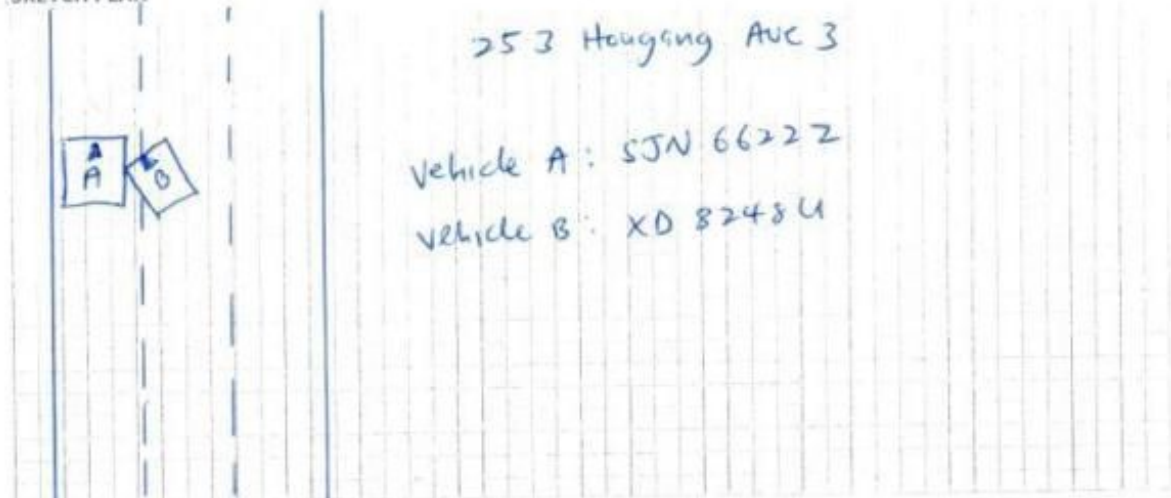 253 Hougang Ave 3
A
B
Vehicle A: SJN 6622Z
Vehicle B: XD 8248U